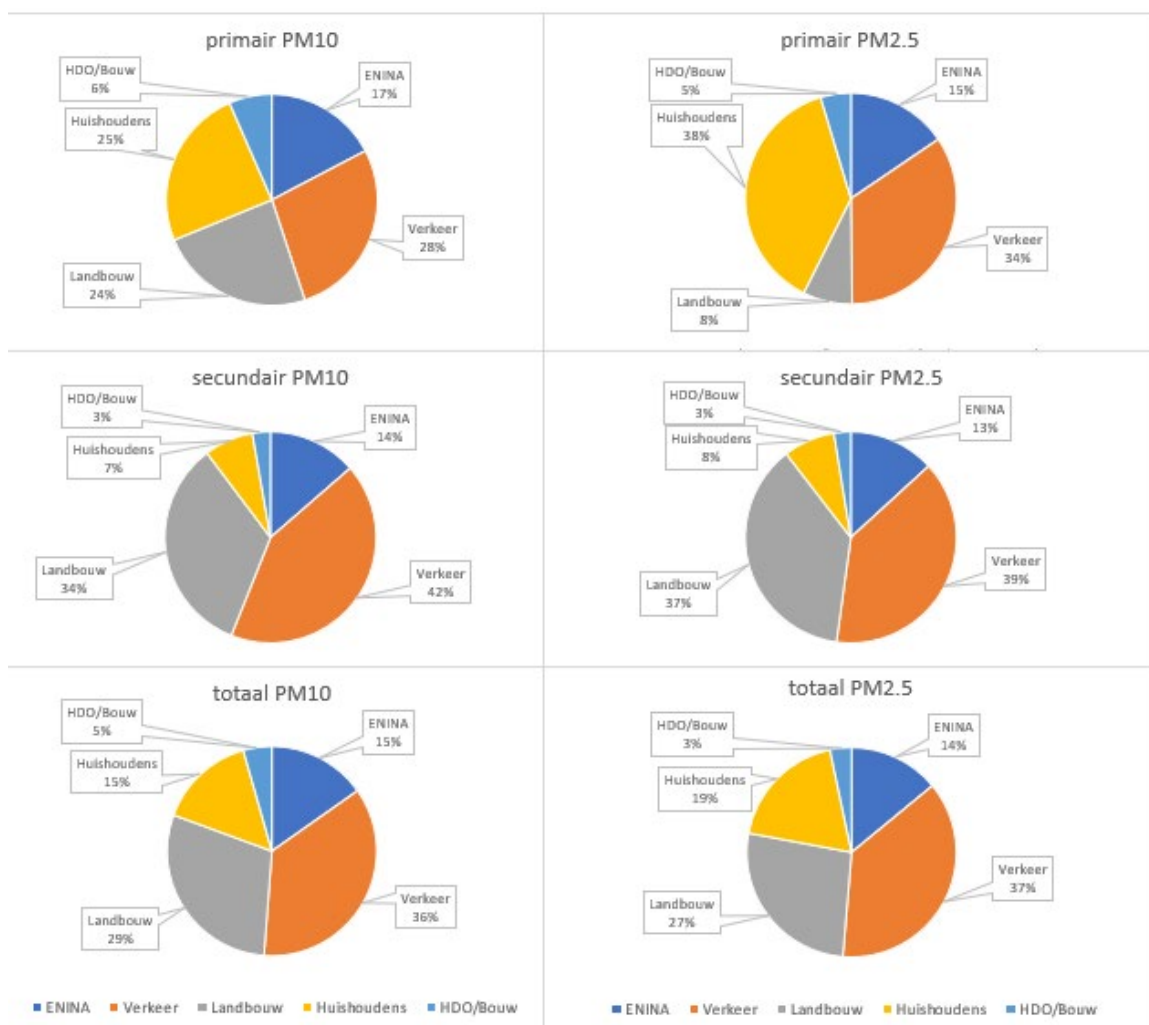 primair PM10
HDO/Bouw
6%
ENINA
17%
Huishoudens
25%
Verkeer
28%
Landbouw
24%
primair PM2.5
HDO/Bouw
5%
ENINA
15%
Huishoudens
38%
Verkeer
34%
Landbouw
8%
secundair PM10
HDO/Bouw
3%
ENINA
14%
Huishoudens
7%
Landbouw
34%
Verkeer
42%
secundair PM2.5
HDO/Bouw
3%
ENINA
13%
Huishoudens
8%
Verkeer
39%
Landbouw
37%
totaal PM10
HDO/Bouw
5%
ENINA
15%
Huishoudens
15%
Verkeer
36%
Landbouw
29%
ENINA Verkeer Landbouw Huishoudens HDO/Bouw
totaal PM2.5
HDO/Bouw
3%
ENINA
14%
Huishoudens
19%
Verkeer
37%
Landbouw
27%
ENINA Verkeer Landbouw Huishoudens HDO/Bouw